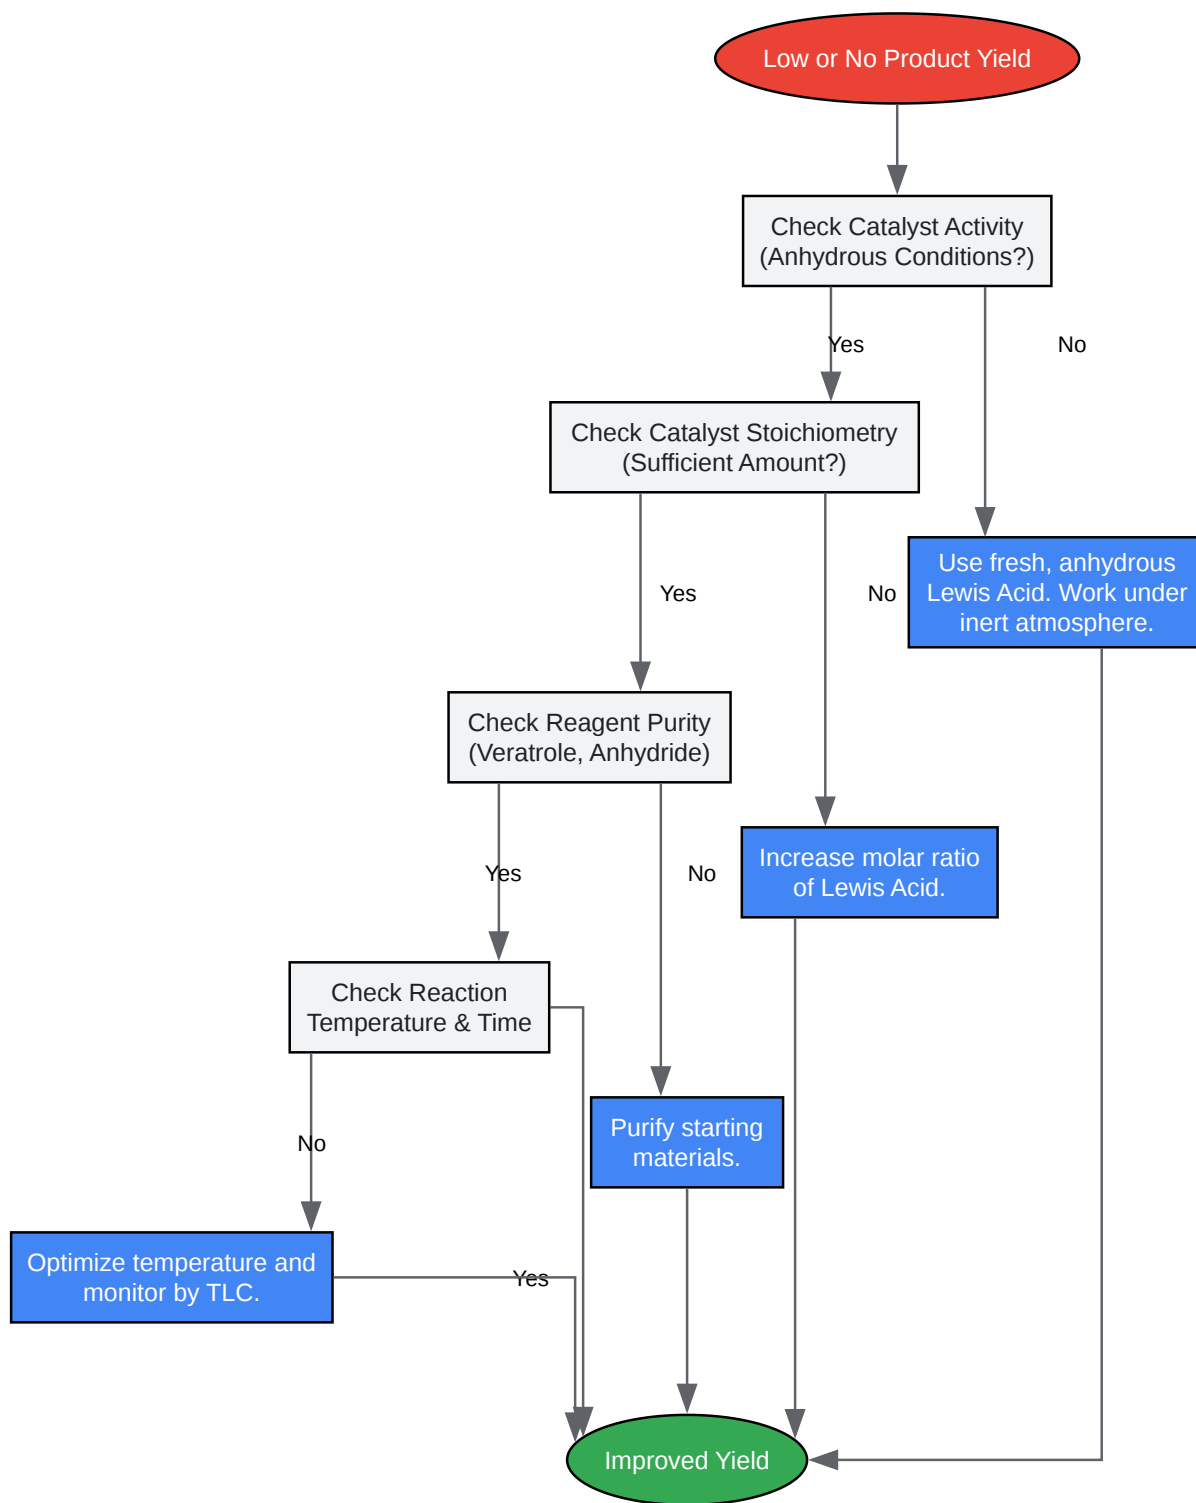 Low or No Product Yield
Check Catalyst Activity
(Anhydrous Conditions?)
Yes
No
Check Catalyst Stoichiometry
(Sufficient Amount?)
Use fresh, anhydrous
Lewis Acid. Work under
inert atmosphere.
Yes
No
Check Reagent Purity
(Veratrole, Anhydride)
Increase molar ratio
of Lewis Acid.
Yes
No
Check Reaction
Temperature & Time
Purify starting
materials.
No
Optimize temperature and
monitor by TLC.
Yes
Improved Yield